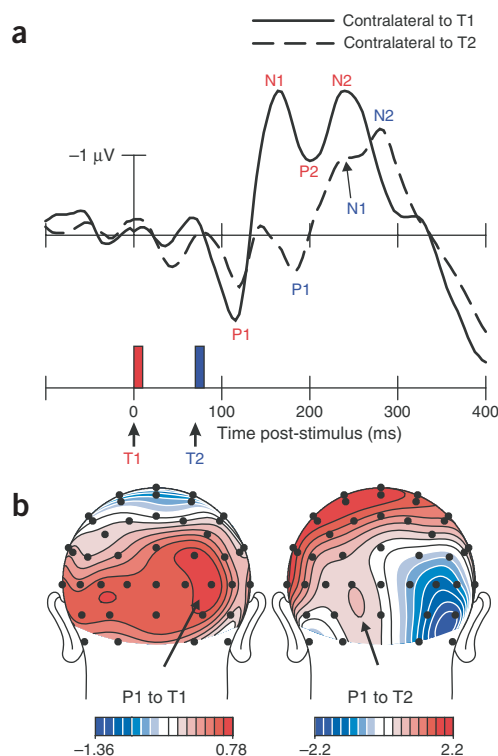 a
Contralateral to T1
Contralateral to T2
N1
N2
N2
–1 μV
P2
N1
P1
P1
0
100
200
300
400
Time post-stimulus (ms)
T1
T2
b
P1 to T1
P1 to T2
–1.36
0.78
–2.2
2.2